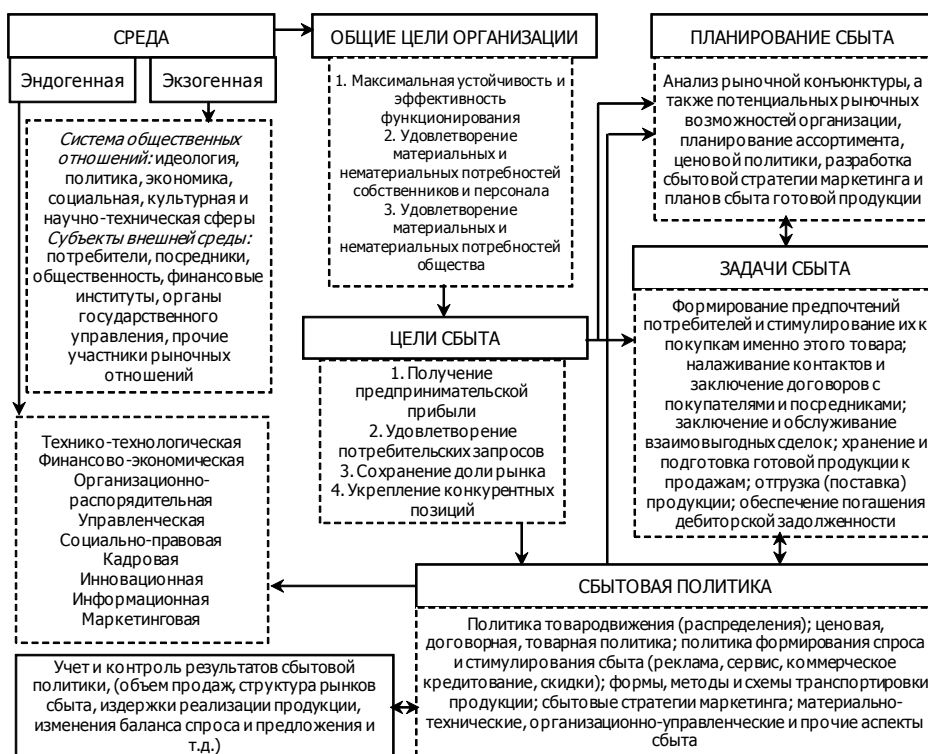 СРЕДА
Эндогенная
Экзогенная
Система общественных
отношений: идеология,
политика, экономика,
социальная, культурная и
научно-техническая сферы
Субъекты внешней среды:
потребители, посредники,
общественность, финансовые
институты, органы
государственного
управления, прочие
участники рыночных
отношений
Технико-технологическая
Финансово-экономическая
Организационно-
распорядительная
Управленческая
Социально-правовая
Кадровая
Инновационная
Информационная
Маркетинговая
Учет и контроль результатов сбытовой
политики, (объем продаж, структура рынков
сбыта, издержки реализации продукции,
изменения баланса спроса и предложения и
т.д.)
ОБЩИЕ ЦЕЛИ ОРГАНИЗАЦИИ
1. Максимальная устойчивость и
эффективность
функционирования
2. Удовлетворение
материальных и
нематериальных потребностей
собственников и персонала
3. Удовлетворение
материальных и
нематериальных потребностей
общества
ЦЕЛИ СБЫТА
1. Получение
предпринимательской
прибыли
2. Удовлетворение
потребительских запросов
3. Сохранение доли рынка
4. Укрепление конкурентных
позиций
ПЛАНИРОВАНИЕ СБЫТА
Анализ рыночной конъюнктуры, а
также потенциальных рыночных
возможностей организации,
планирование ассортимента,
ценовой политики, разработка
сбытовой стратегии маркетинга и
планов сбыта готовой продукции
ЗАДАЧИ СБЫТА
Формирование предпочтений
потребителей и стимулирование их к
покупкам именно этого товара;
налаживание контактов и
заключение договоров с
покупателями и посредниками;
заключение и обслуживание
взаимовыгодных сделок; хранение и
подготовка готовой продукции к
продажам; отгрузка (поставка)
продукции; обеспечение погашения
дебиторской задолженности
СБЫТОВАЯ ПОЛИТИКА
Политика товародвижения (распределения); ценовая,
договорная, товарная политика; политика формирования спроса
и стимулирования сбыта (реклама, сервис, коммерческое
кредитование, скидки); формы, методы и схемы транспортировки
продукции; сбытовые стратегии маркетинга; материально-
технические, организационно-управленческие и прочие аспекты
сбыта